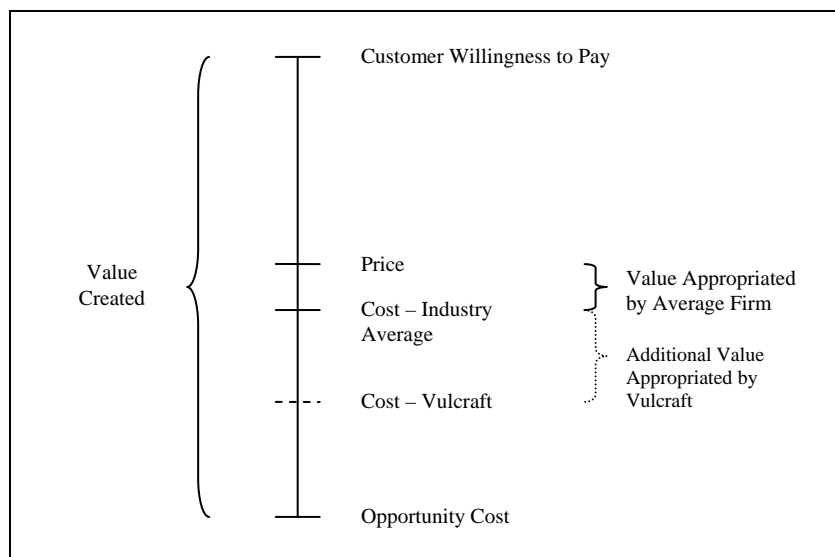 Customer Willingness to Pay
Value
Created
Price
Cost – Industry
Average
Cost – Vulcraft
Opportunity Cost
Value Appropriated
by Average Firm
Additional Value
Appropriated by
Vulcraft